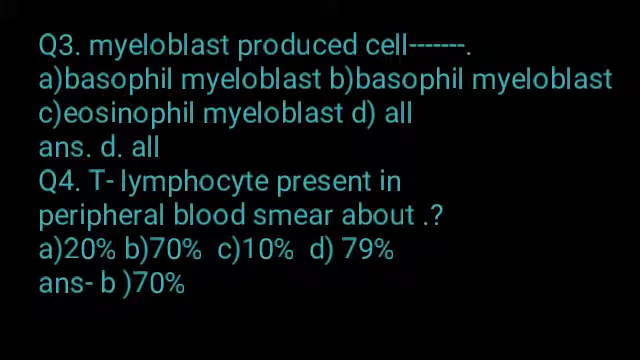 Q3. myeloblast produced cell-------.
a)basophil myeloblast b)basophil myeloblast
c)eosinophil myeloblast d) all
ans. d. all
Q4. T- lymphocyte present in
peripheral blood smear about .?
a)20% b)70%  c)10%  d) 79%
ans- b )70%